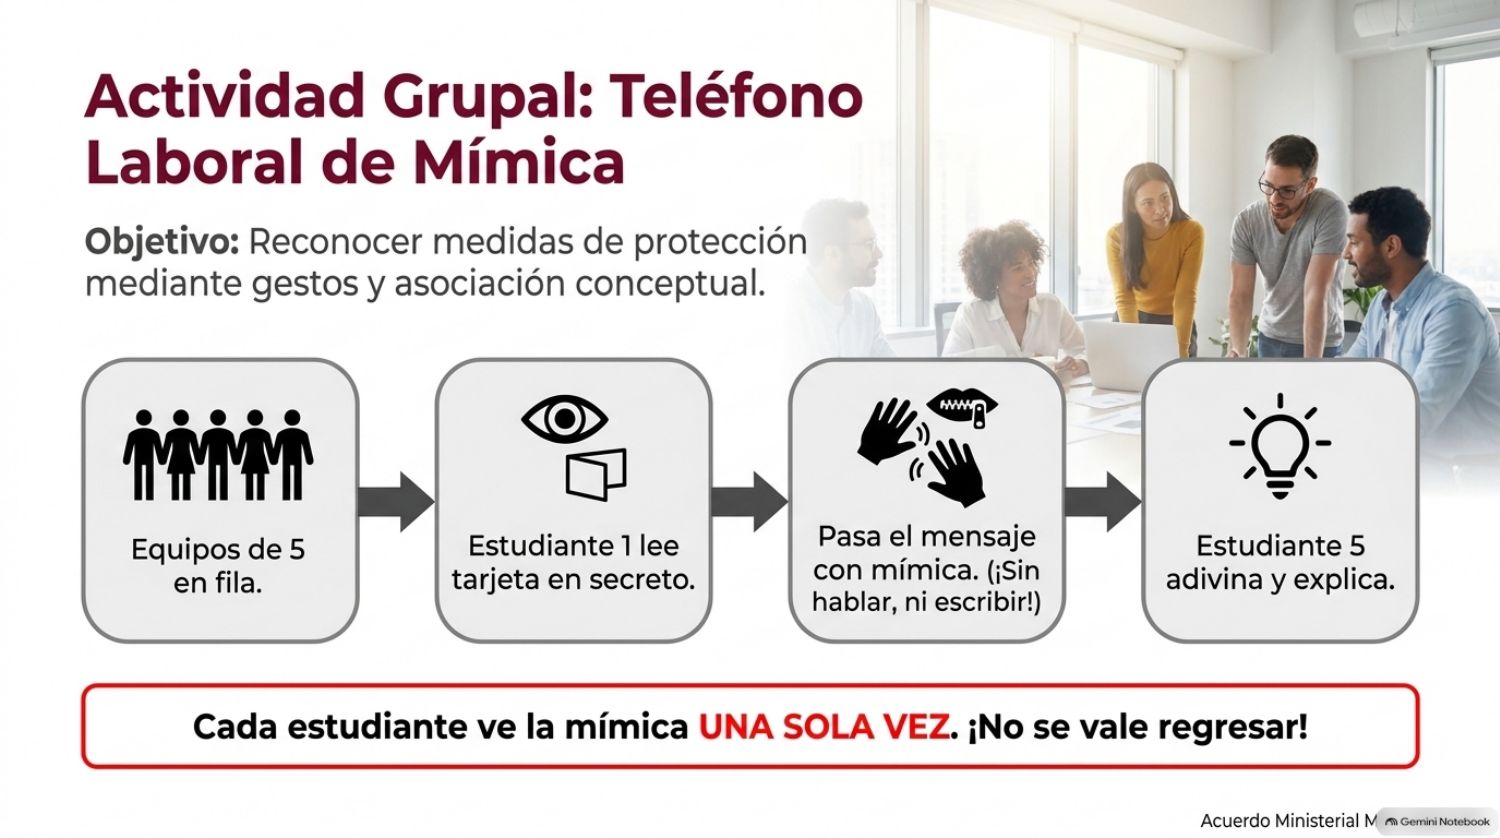 Actividad Grupal: Teléfono
Laboral de Mímica
Objetivo: Reconocer medidas de protección
mediante gestos y asociación conceptual.
Equipos de 5
en fila.
Estudiante 1 lee
tarjeta en secreto.
Pasa el mensaje
con mímica. (¡Sin
hablar, ni escribir!)
Estudiante 5
adivina y explica.
Cada estudiante ve la mímica UNA SOLA VEZ. ¡No se vale regresar!
Acuerdo Ministerial
Gemini Notebook